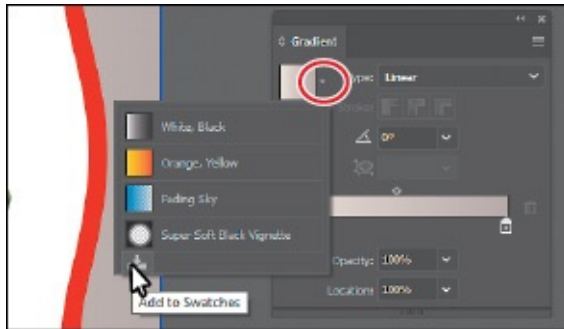 Gradient
Type: Linear
Stroke:
0°
White, Black
Orange, Yellow
Fading Sky
Super Soft Black Vignette
Add to Swatches
Opacity: 100%
Location: 100%